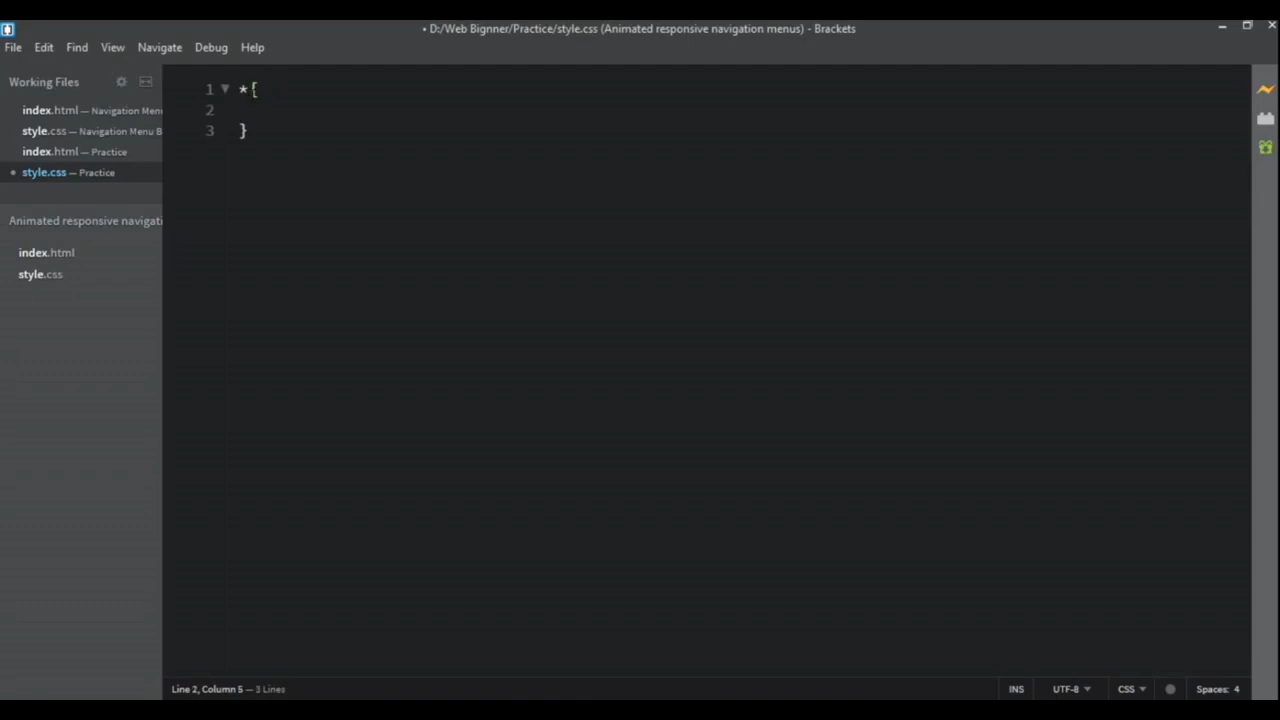 • D:/Web Bignner/Practice/style.css (Animated responsive navigation menus) - Brackets
File Edit Find View Navigate Debug Help
Working Files
index.html — Navigation Men
style.css — Navigation Menu B
index.html — Practice
• style.css — Practice
Animated responsive navigati
index.html
style.css
1 *{
2
3 }
Line 2, Column 5 — 3 Lines INS UTF-8 CSS Spaces: 4